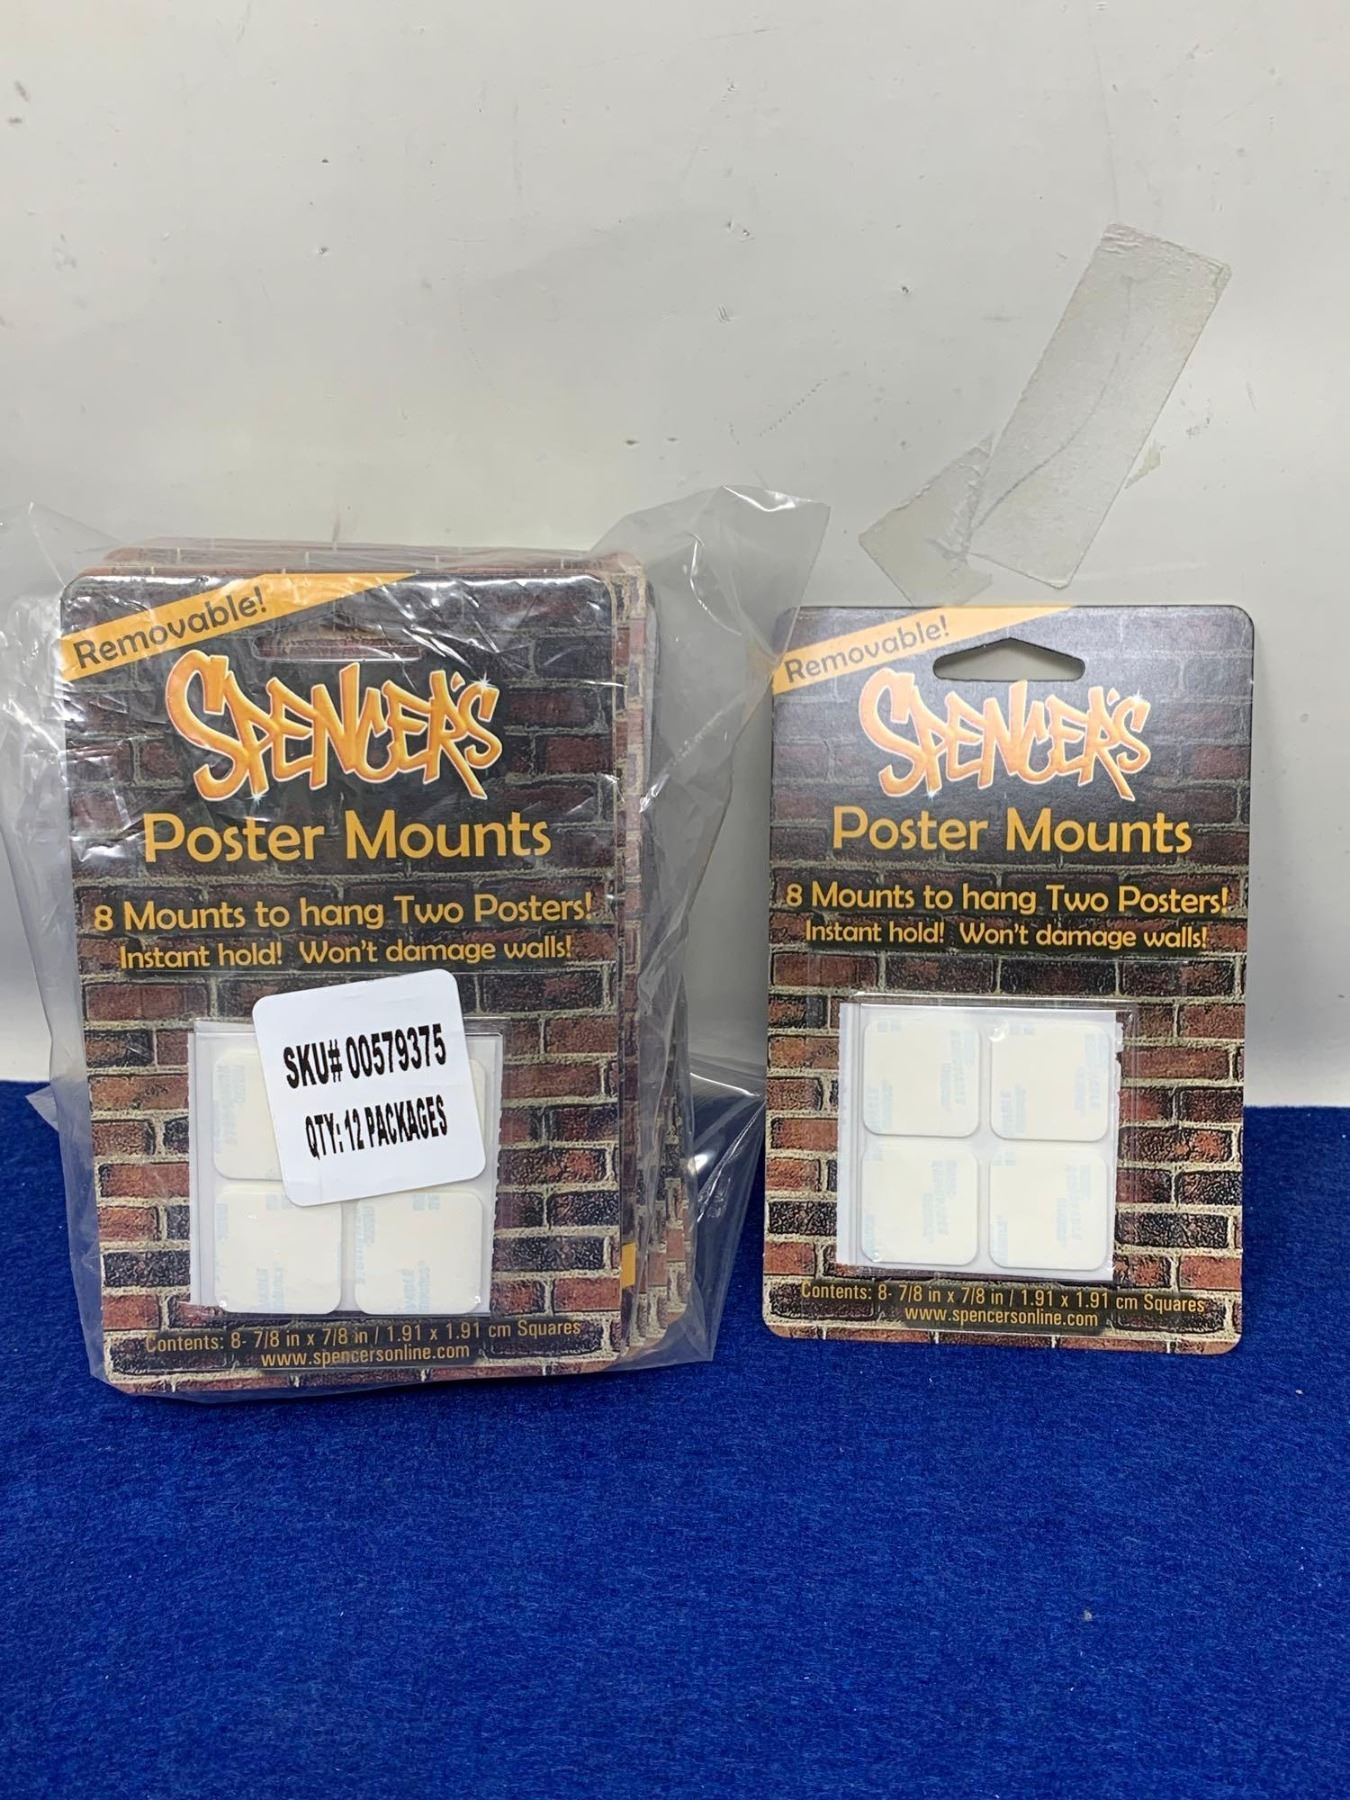 Removable!
SPENCER'S
Poster Mounts
8 Mounts to hang Two Posters!
Instant hold! Won't damage walls!
SKU# 00579375
QTY: 12 PACKAGES
Contents: 8- 7/8 in x 7/8 in / 1.91 x 1.91 cm Squares
www.spencersonline.com
Removable!
SPENCER'S
Poster Mounts
8 Mounts to hang Two Posters!
Instant hold! Won't damage walls!
Contents: 8- 7/8 in x 7/8 in / 1.91 x 1.91 cm Squares
www.spencersonline.com